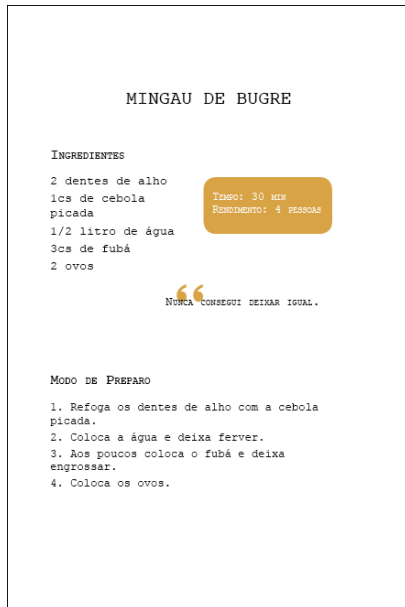 MINGAU DE BUGRE
INGREDIENTES
2 dentes de alho
1cs de cebola
picada
1/2 litro de água
3cs de fubá
2 ovos
TEMPO: 30 MIN
RENDIMENTO: 4 PESSOAS
“
NUNCA CONSEGUI DEIXAR IGUAL.
MODO DE PREPARO
1. Refoga os dentes de alho com a cebola
picada.
2. Coloca a água e deixa ferver.
3. Aos poucos coloca o fubá e deixa
engrossar.
4. Coloca os ovos.